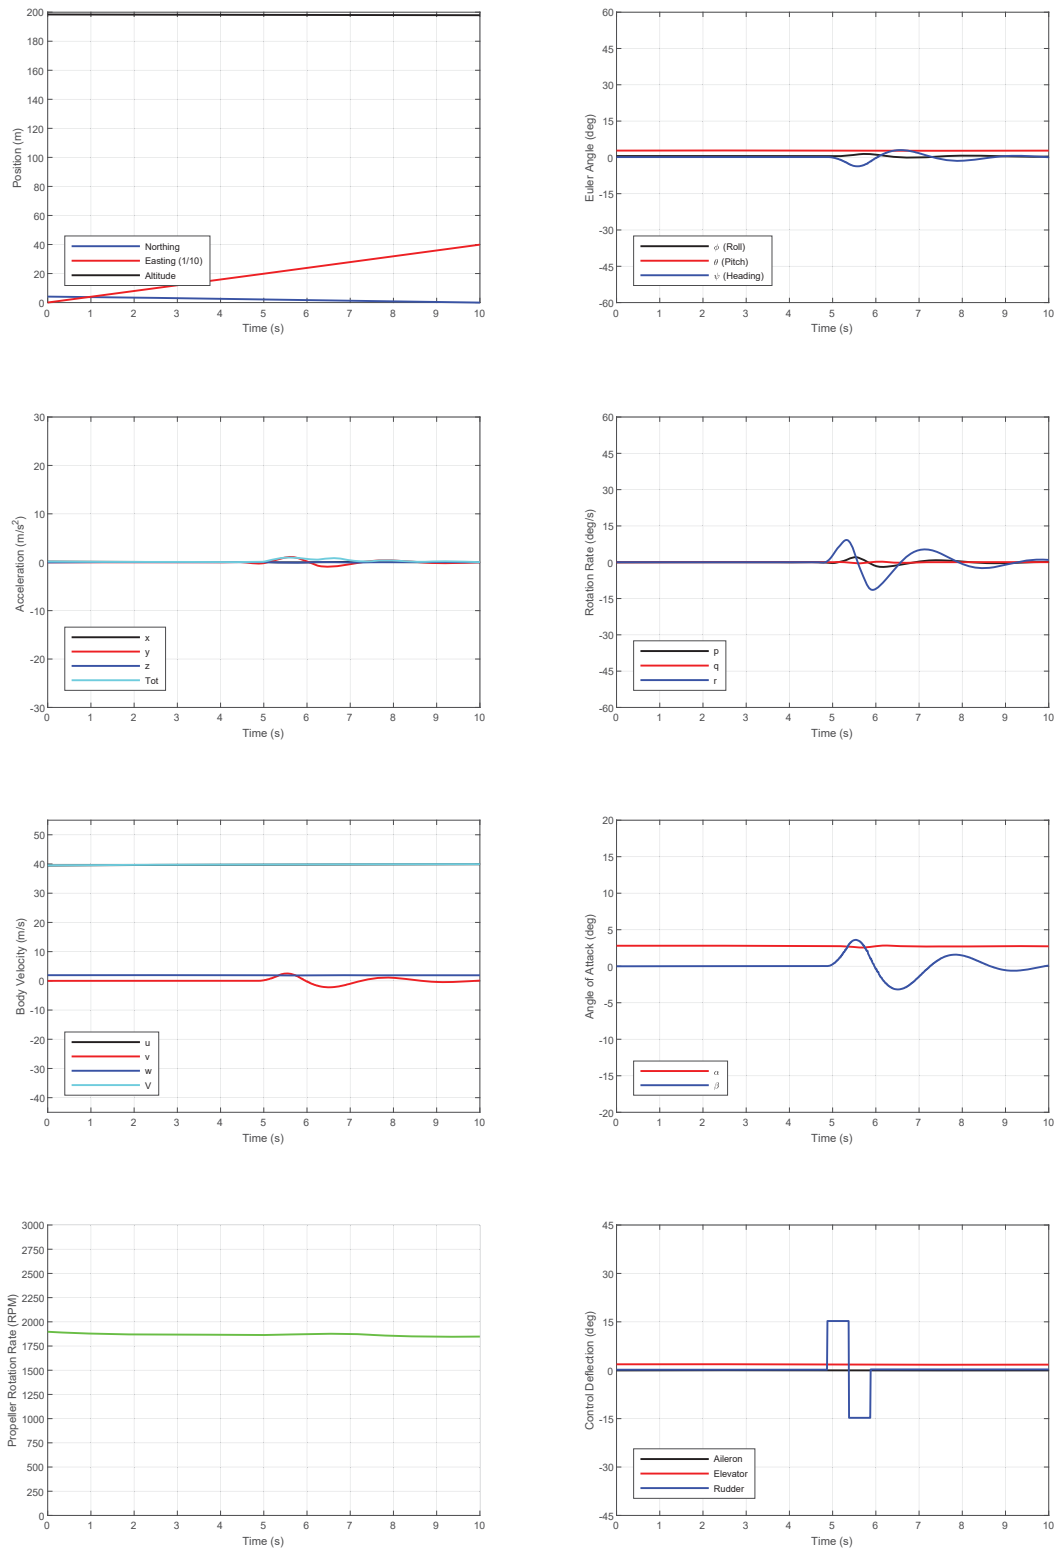 200
180
160
140
120
100
80
60
40
20
0
Position (m)
Northing
Easting (1/10)
Altitude
0 1 2 3 4 5 6 7 8 9 10
Time (s)
60
45
30
15
0
-15
-30
-45
-60
Euler Angle (deg)
ϕ (Roll)
θ (Pitch)
ψ (Heading)
0 1 2 3 4 5 6 7 8 9 10
Time (s)
30
20
10
0
-10
-20
-30
Acceleration (m/s²)
x
y
z
Tot
0 1 2 3 4 5 6 7 8 9 10
Time (s)
60
45
30
15
0
-15
-30
-45
-60
Rotation Rate (deg/s)
p
q
r
0 1 2 3 4 5 6 7 8 9 10
Time (s)
50
40
30
20
10
0
-10
-20
-30
-40
Body Velocity (m/s)
u
v
w
V
0 1 2 3 4 5 6 7 8 9 10
Time (s)
20
15
10
5
0
-5
-10
-15
-20
Angle of Attack (deg)
α
β
0 1 2 3 4 5 6 7 8 9 10
Time (s)
3000
2750
2500
2250
2000
1750
1500
1250
1000
750
500
250
0
Propeller Rotation Rate (RPM)
0 1 2 3 4 5 6 7 8 9 10
Time (s)
45
30
15
0
-15
-30
-45
Control Deflection (deg)
Aileron
Elevator
Rudder
0 1 2 3 4 5 6 7 8 9 10
Time (s)